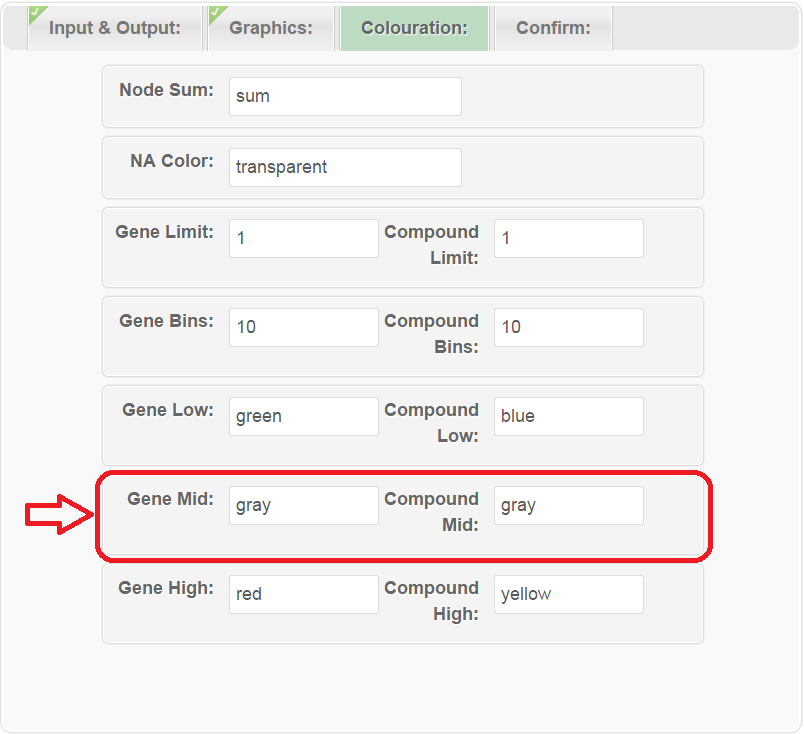 Input & Output: Graphics: Colouration: Confirm:
Node Sum: sum
NA Color: transparent
Gene Limit: 1 Compound 1
Limit:
Gene Bins: 10 Compound 10
Bins:
Gene Low: green Compound blue
Low:
Gene Mid: gray Compound gray
Mid:
Gene High: red Compound yellow
High: